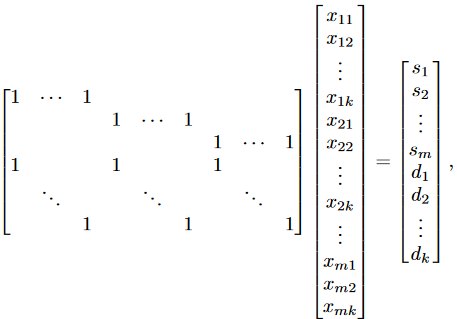 \begin{bmatrix} 1 & \cdots & 1 & & & & & & \\ & & & 1 & \cdots & 1 & & & \\ & & & & & & 1 & \cdots & 1 \\ 1 & & & 1 & & & 1 & & \\ & \ddots & & & \ddots & & & \ddots & \\ & & 1 & & & 1 & & & 1 \end{bmatrix} \begin{bmatrix} x_{11} \\ x_{12} \\ \vdots \\ x_{1k} \\ x_{21} \\ x_{22} \\ \vdots \\ x_{2k} \\ \vdots \\ x_{m1} \\ x_{m2} \\ x_{mk} \end{bmatrix} = \begin{bmatrix} s_1 \\ s_2 \\ \vdots \\ s_m \\ d_1 \\ d_2 \\ \vdots \\ d_k \end{bmatrix},